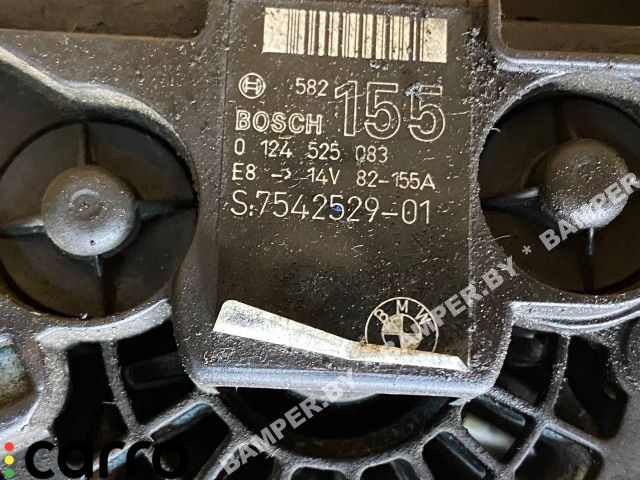 582
155
BOSCH
0 124 525 083
E8 -> 14V 82-155A
S:7542529-01
BMW
BAMPER.BY * BAMPER.BY * BAMPER.BY
carro